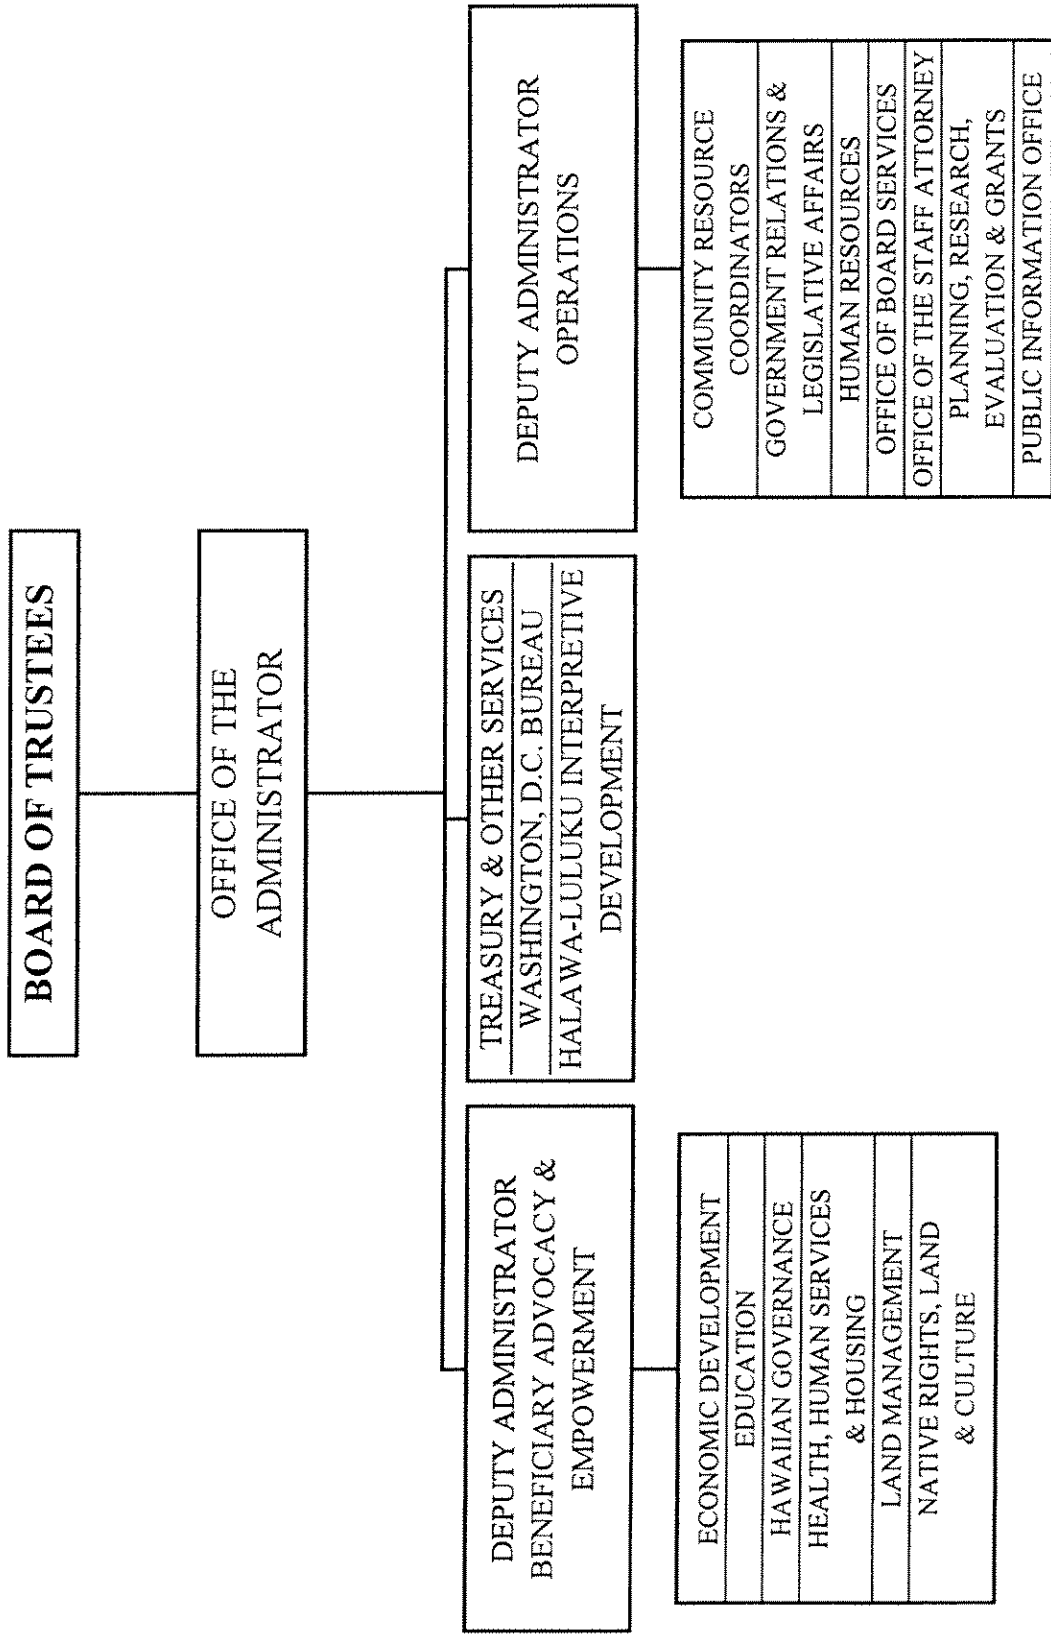 BOARD OF TRUSTEES
OFFICE OF THE
ADMINISTRATOR
DEPUTY ADMINISTRATOR
BENEFICIARY ADVOCACY &
EMPOWERMENT
TREASURY & OTHER SERVICES
WASHINGTON, D.C. BUREAU
HALAWA-LULUKU INTERPRETIVE
DEVELOPMENT
DEPUTY ADMINISTRATOR
OPERATIONS
ECONOMIC DEVELOPMENT
EDUCATION
HAWAIIAN GOVERNANCE
HEALTH, HUMAN SERVICES
& HOUSING
LAND MANAGEMENT
NATIVE RIGHTS, LAND
& CULTURE
COMMUNITY RESOURCE
COORDINATORS
GOVERNMENT RELATIONS &
LEGISLATIVE AFFAIRS
HUMAN RESOURCES
OFFICE OF BOARD SERVICES
OFFICE OF THE STAFF ATTORNEY
PLANNING, RESEARCH,
EVALUATION & GRANTS
PUBLIC INFORMATION OFFICE